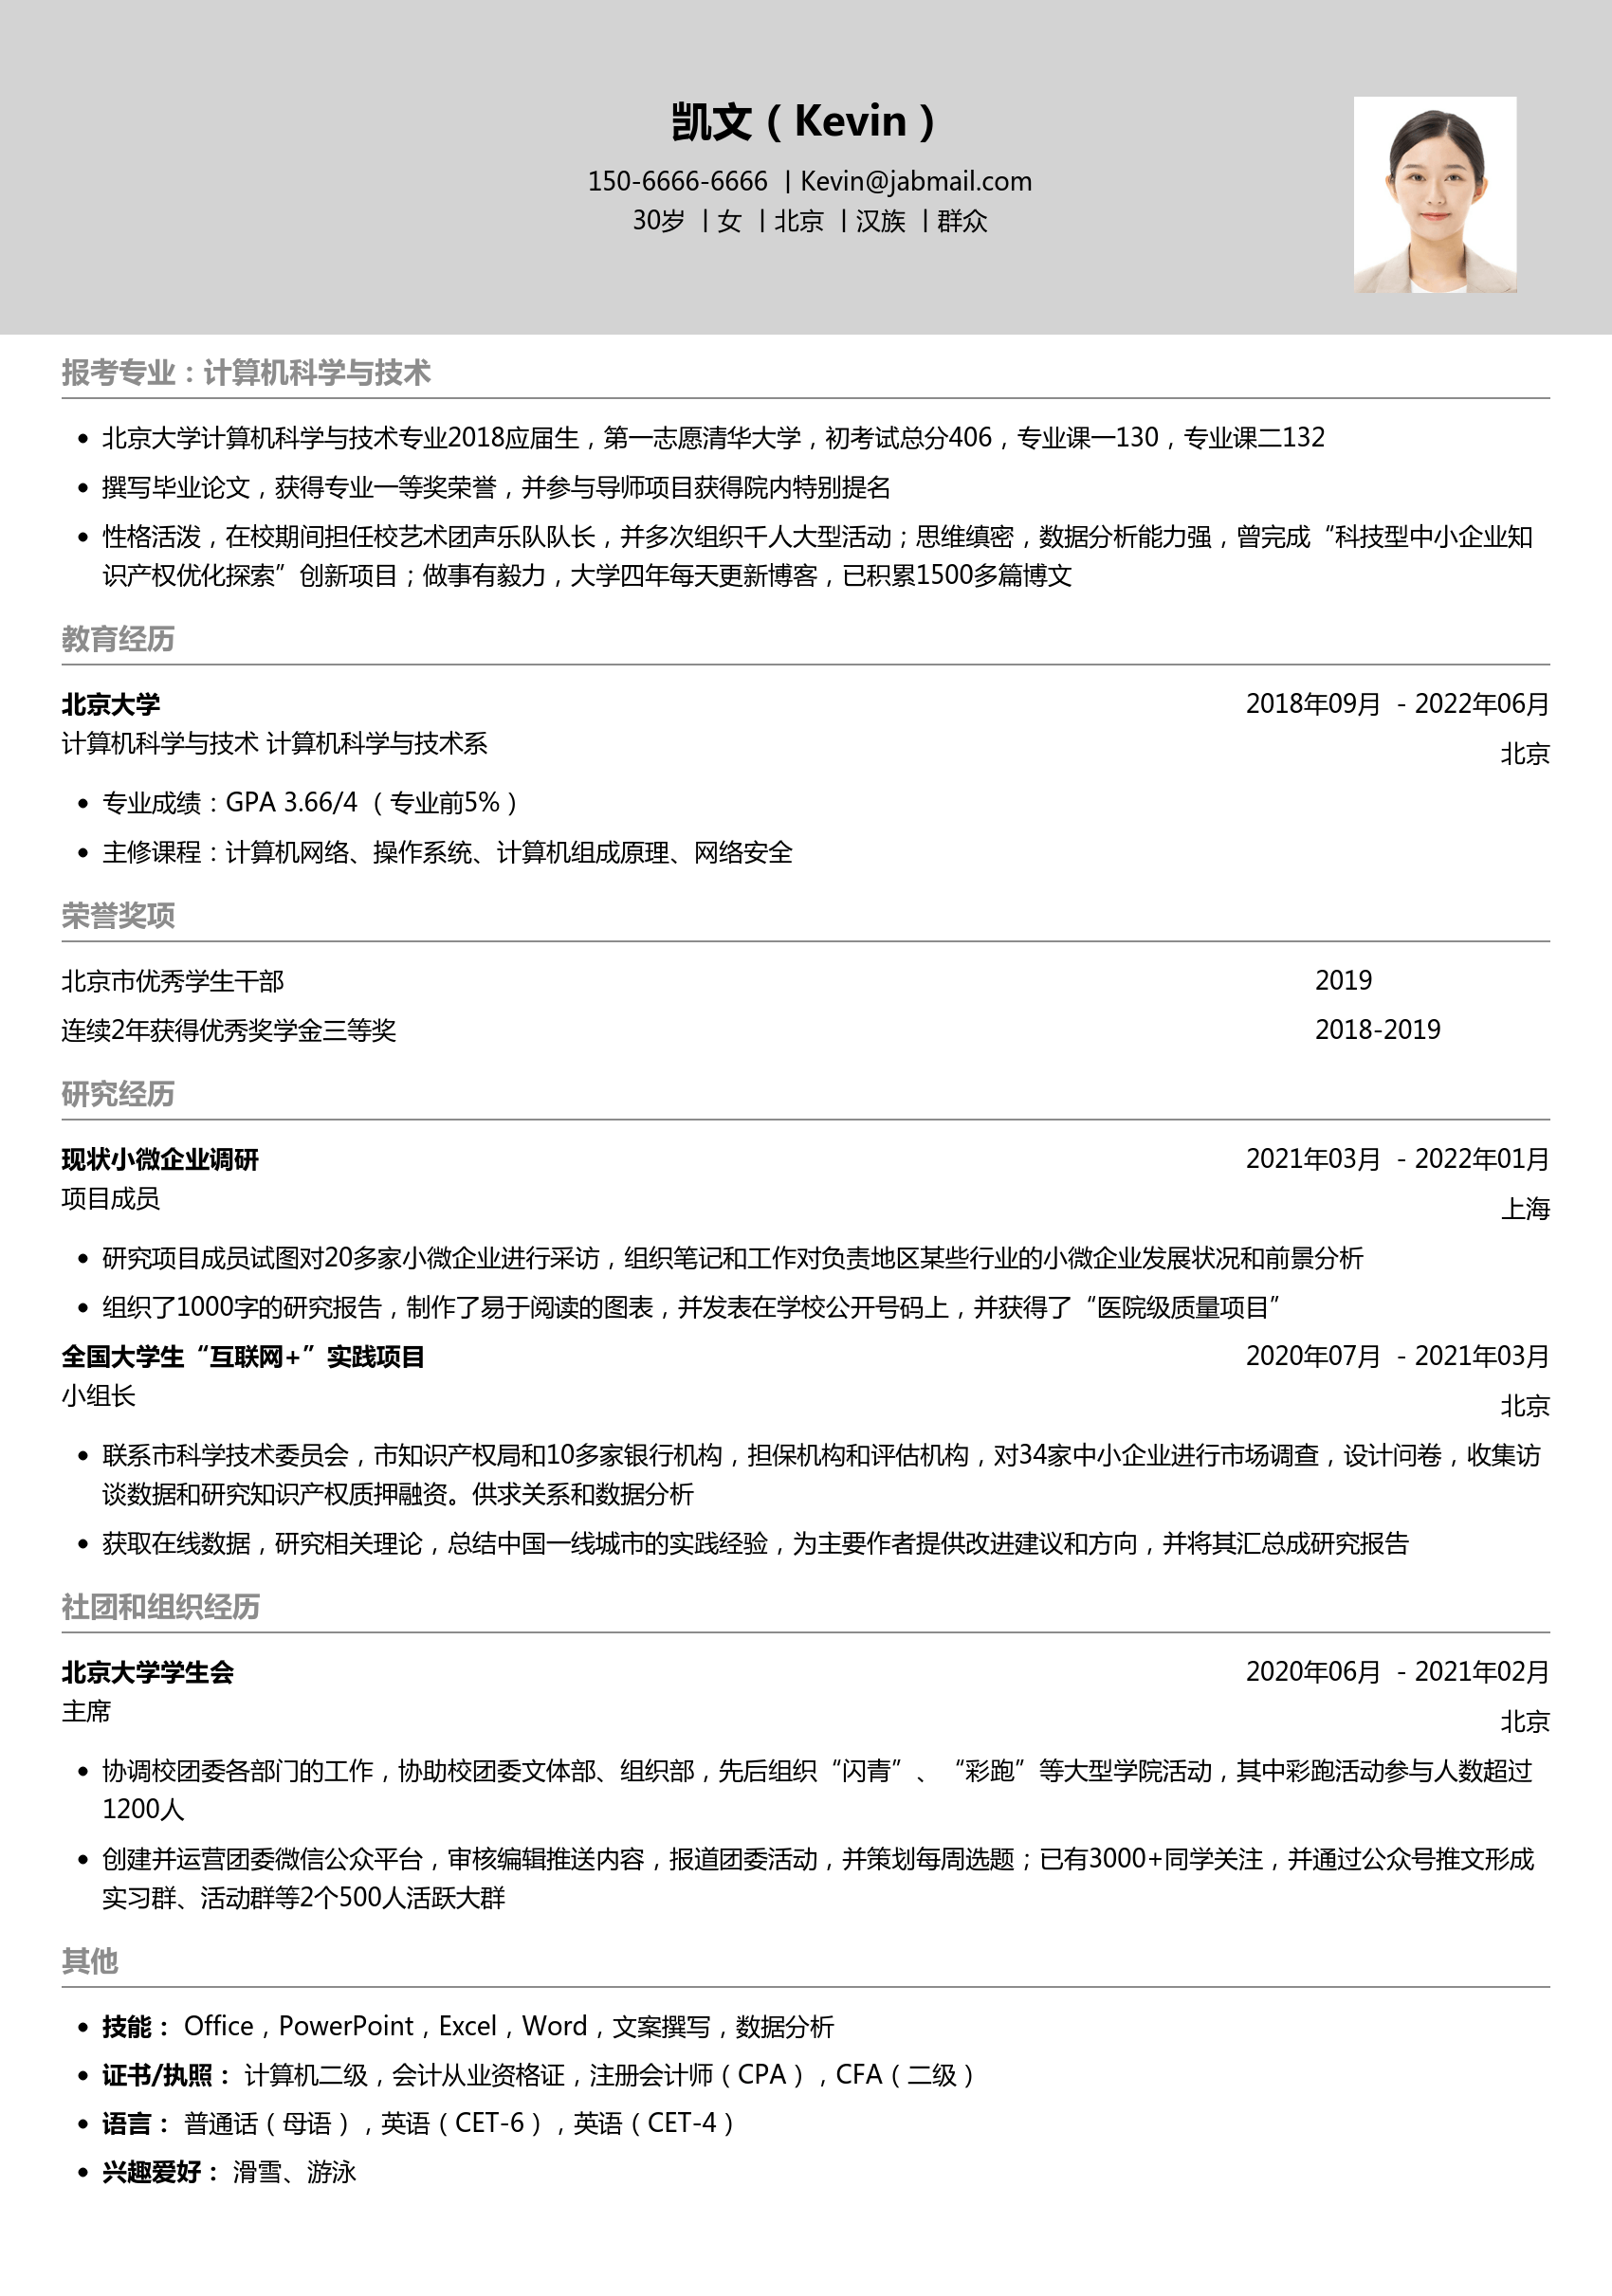 凯文（Kevin）
150-6666-6666 | Kevin@jabmail.com
30岁 | 女 | 北京 | 汉族 | 群众
报考专业：计算机科学与技术
• 北京大学计算机科学与技术专业2018应届生，第一志愿清华大学，初考试总分406，专业课一130，专业课二132
• 撰写毕业论文，获得专业一等奖荣誉，并参与导师项目获得院内特别提名
• 性格活泼，在校期间担任校艺术团声乐队队长，并多次组织千人大型活动；思维缜密，数据分析能力强，曾完成“科技型中小企业知
识产权优化探索”创新项目；做事有毅力，大学四年每天更新博客，已积累1500多篇博文
教育经历
北京大学 2018年09月 - 2022年06月
计算机科学与技术 计算机科学与技术系
北京
• 专业成绩：GPA 3.66/4 （专业前5%）
• 主修课程：计算机网络、操作系统、计算机组成原理、网络安全
荣誉奖项
北京市优秀学生干部 2019
连续2年获得优秀奖学金三等奖 2018-2019
研究经历
现状小微企业调研 2021年03月 - 2022年01月
项目成员
上海
• 研究项目成员试图对20多家小微企业进行采访，组织笔记和工作对负责地区某些行业的小微企业发展状况和前景分析
• 组织了1000字的研究报告，制作了易于阅读的图表，并发表在学校公开号码上，并获得了“医院级质量项目”
全国大学生“互联网+”实践项目 2020年07月 - 2021年03月
小组长
北京
• 联系市科学技术委员会，市知识产权局和10多家银行机构，担保机构和评估机构，对34家中小企业进行市场调查，设计问卷，收集访
谈数据和研究知识产权质押融资。供求关系和数据分析
• 获取在线数据，研究相关理论，总结中国一线城市的实践经验，为主要作者提供改进建议和方向，并将其汇总成研究报告
社团和组织经历
北京大学学生会 2020年06月 - 2021年02月
主席
北京
• 协调校团委各部门的工作，协助校团委文体部、组织部，先后组织“闪青”、“彩跑”等大型学院活动，其中彩跑活动参与人数超过
1200人
• 创建并运营团委微信公众平台，审核编辑推送内容，报道团委活动，并策划每周选题；已有3000+同学关注，并通过公众号推文形成
实习群、活动群等2个500人活跃大群
其他
• 技能： Office，PowerPoint，Excel，Word，文案撰写，数据分析
• 证书/执照： 计算机二级，会计从业资格证，注册会计师（CPA），CFA（二级）
• 语言： 普通话（母语），英语（CET-6），英语（CET-4）
• 兴趣爱好： 滑雪、游泳